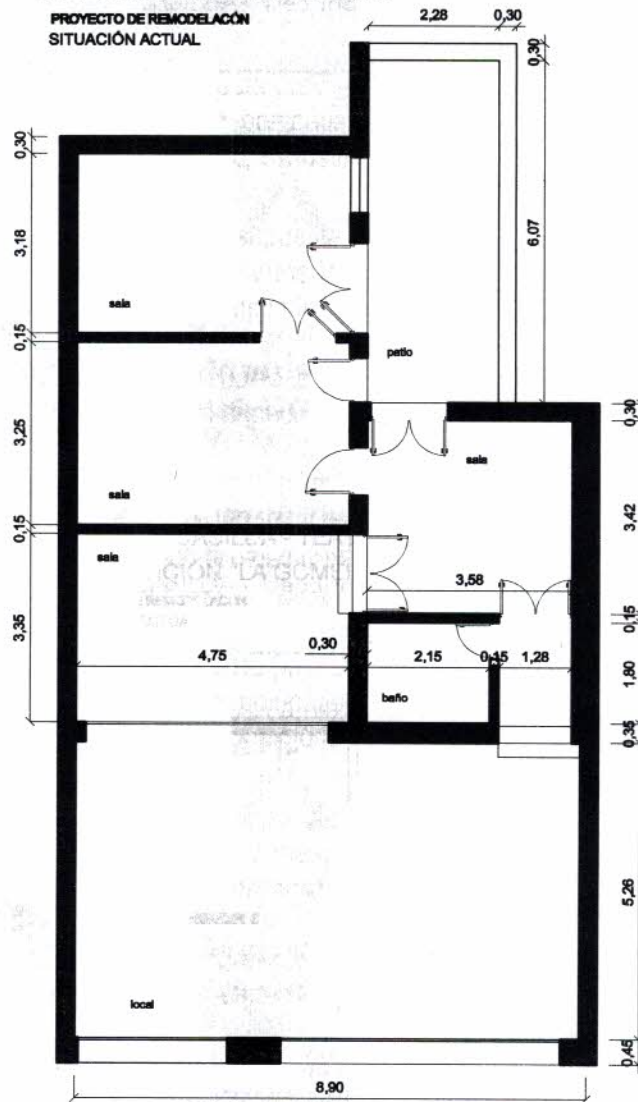 PROYECTO DE REMODELACÓN
SITUACIÓN ACTUAL
2,28 0,30
0,30
0,30
6,07
3,18
sala
0,15
patio
0,30
3,25
sala
sala
3,42
0,15
sala
3,58
0,15
3,35
4,75
0,30
2,15
0,15
1,28
1,80
baño
0,35
5,26
local
0,45
8,90